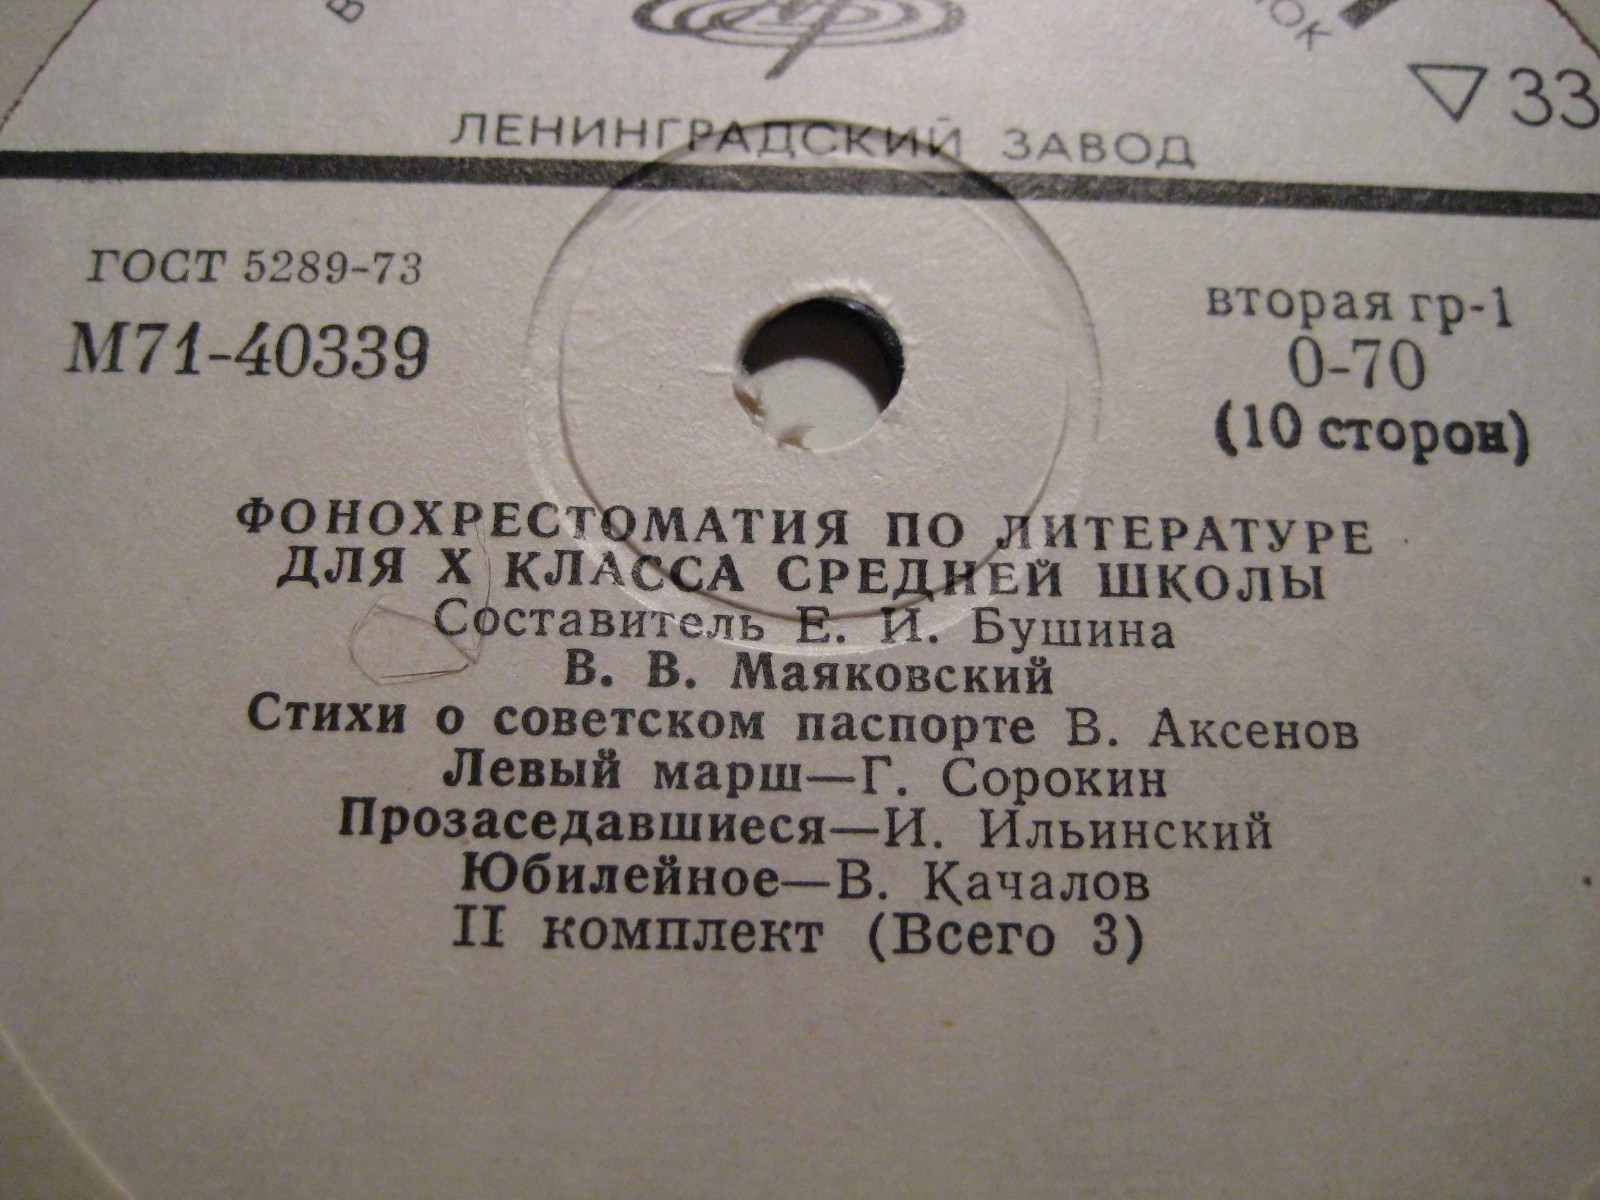 ЛЕНИНГРАДСКИЙ ЗАВОД
▽ 33
ГОСТ 5289-73
М71-40339
вторая гр-1
0-70
(10 сторон)
ФОНОХРЕСТОМАТИЯ ПО ЛИТЕРАТУРЕ
ДЛЯ X КЛАССА СРЕДНЕЙ ШКОЛЫ
Составитель Е. И. Бушина
В. В. Маяковский
Стихи о советском паспорте В. Аксенов
Левый марш—Г. Сорокин
Прозаседавшиеся—И. Ильинский
Юбилейное—В. Качалов
II комплект (Всего 3)